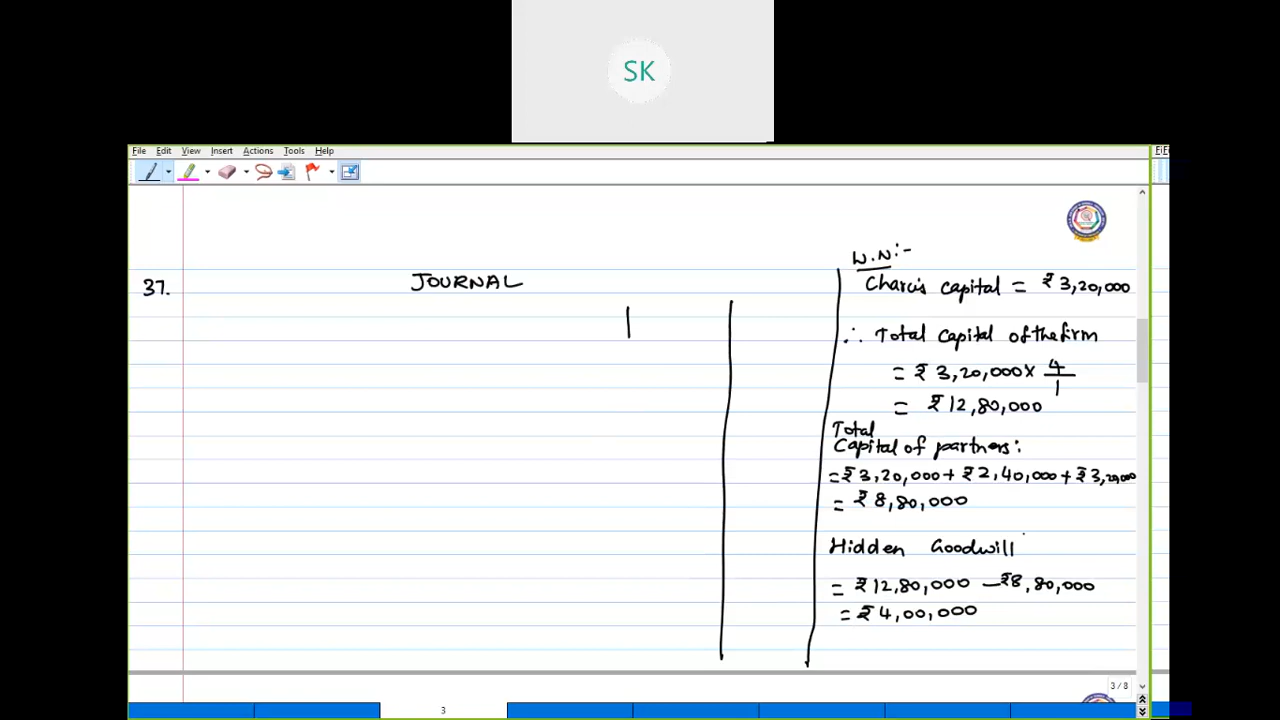 SK
File Edit View Insert Actions Tools Help
37. JOURNAL
W.N:-
Charu's capital = ₹ 3,20,000
∴ Total Capital of the firm
= ₹ 3,20,000 × 4/1
= ₹ 12,80,000
Total
Capital of partners:
= ₹ 3,20,000 + ₹ 2,40,000 + ₹ 3,20,000
= ₹ 8,80,000
Hidden Goodwill
= ₹ 12,80,000 - ₹ 8,80,000
= ₹ 4,00,000
3 / 8
3